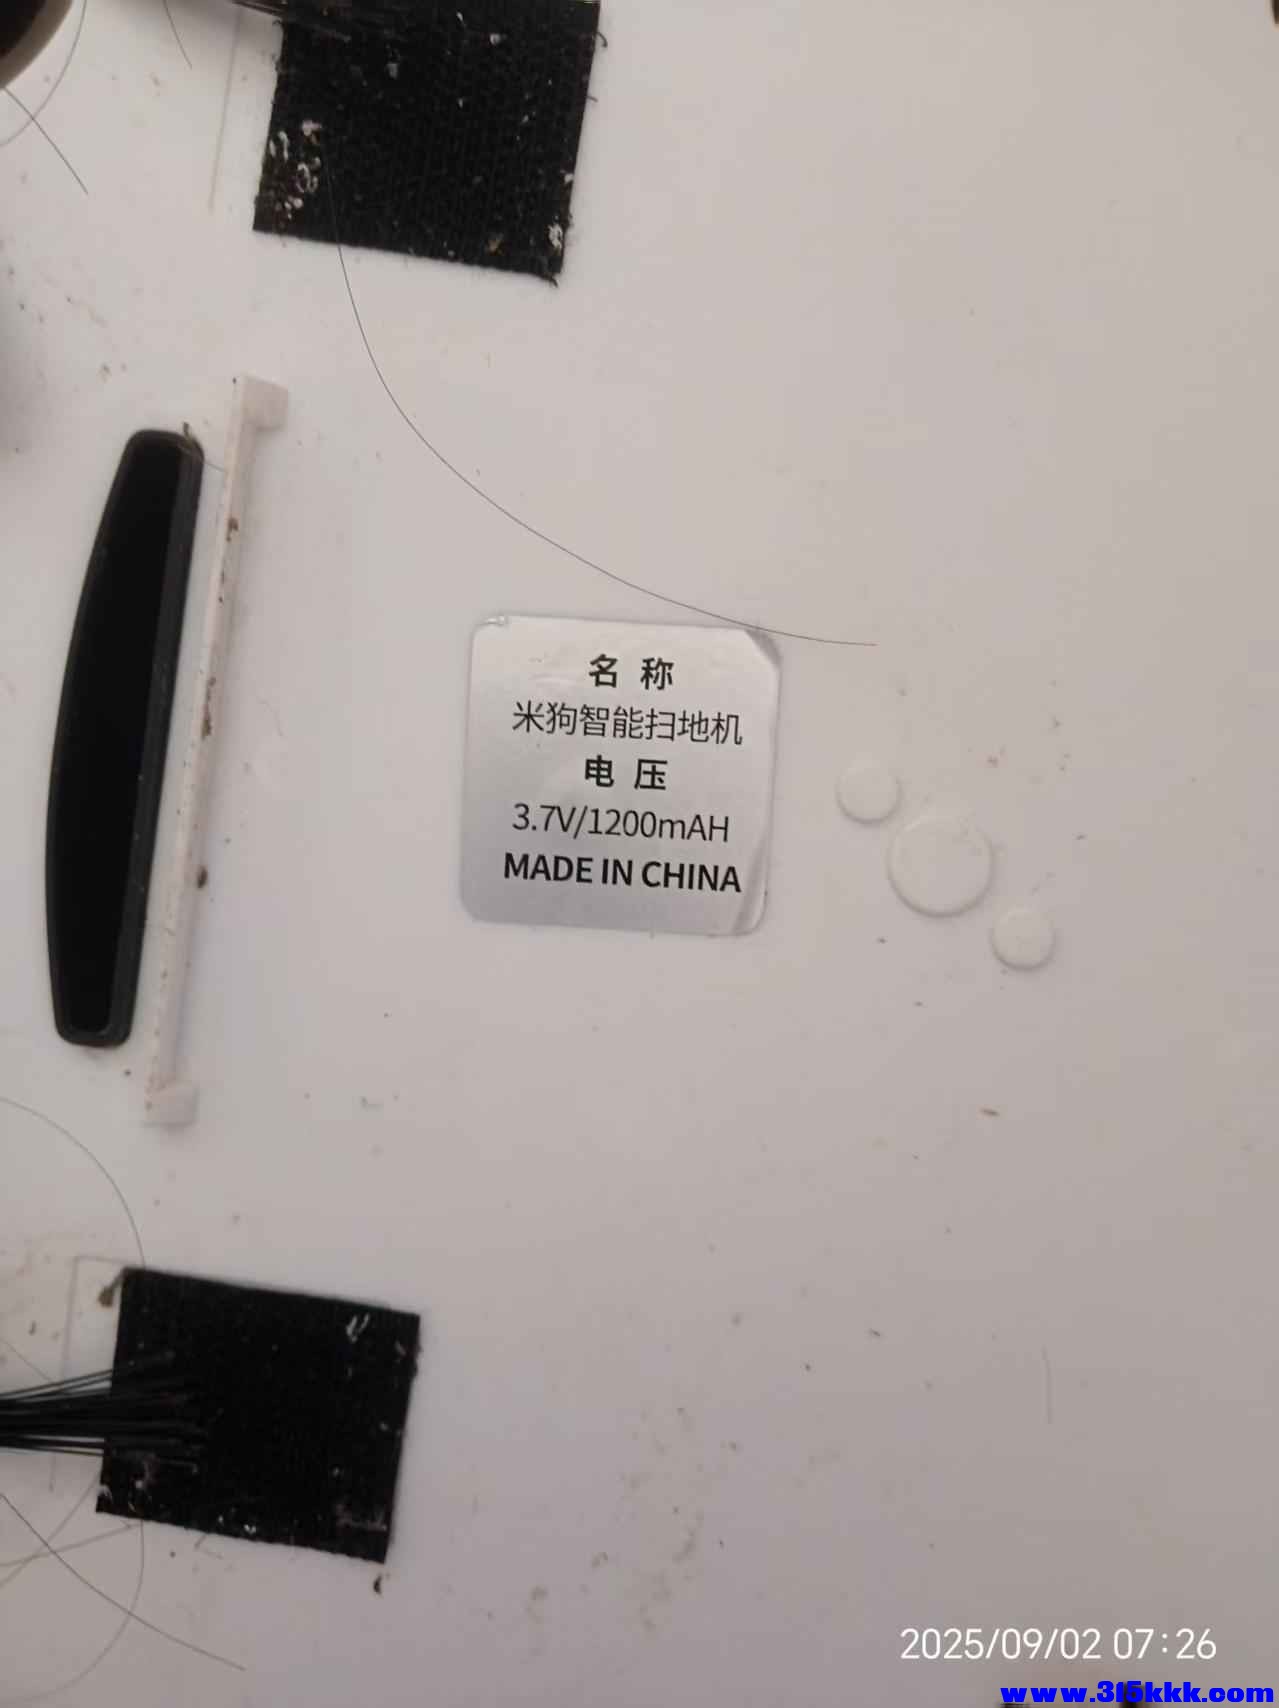 名 称
米狗智能扫地机
电 压
3.7V/1200mAH
MADE IN CHINA
2025/09/02 07:26
www.315kkk.com